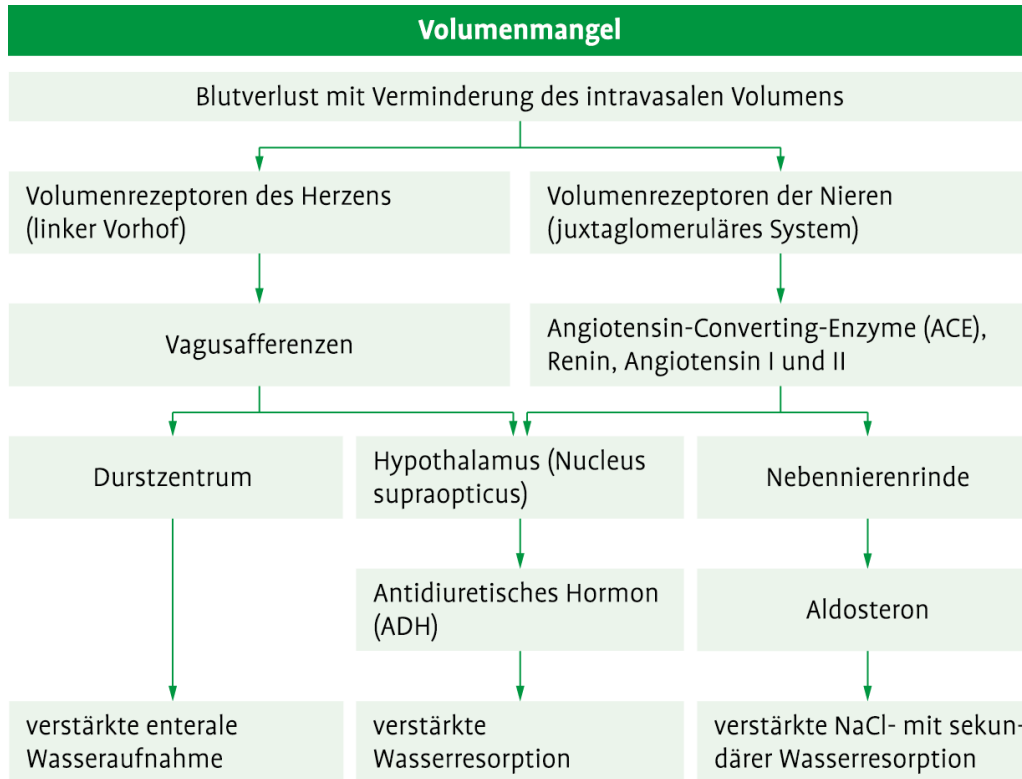 Volumenmangel
Blutverlust mit Verminderung des intravasalen Volumens
Volumenrezeptoren des Herzens
(linker Vorhof)
Volumenrezeptoren der Nieren
(juxtaglomeruläres System)
Vagusafferenzen
Angiotensin-Converting-Enzyme (ACE),
Renin, Angiotensin I und II
Durstzentrum
Hypothalamus (Nucleus
supraopticus)
Nebennierenrinde
Antidiuretisches Hormon
(ADH)
Aldosteron
verstärkte enterale
Wasseraufnahme
verstärkte
Wasserresorption
verstärkte NaCl- mit sekun-
därer Wasserresorption